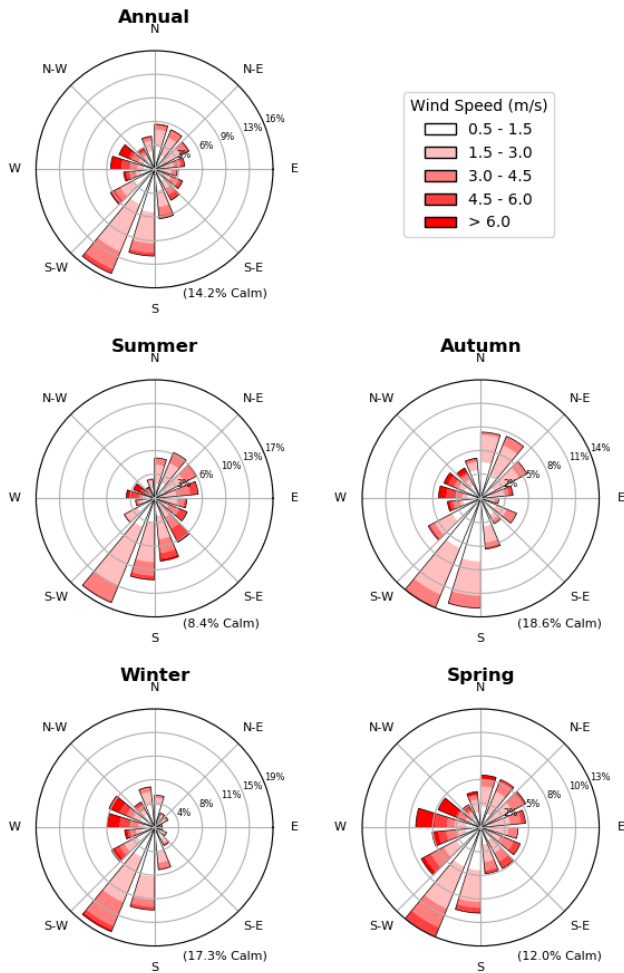 Annual
N
N-W
N-E
W
E
S-W
S-E
S
3%
6%
9%
13%
16%
(14.2% Calm)
Wind Speed (m/s)
0.5 - 1.5
1.5 - 3.0
3.0 - 4.5
4.5 - 6.0
> 6.0
Summer
N
N-W
N-E
W
E
S-W
S-E
S
3%
6%
10%
13%
17%
(8.4% Calm)
Autumn
N
N-W
N-E
W
E
S-W
S-E
S
2%
5%
8%
11%
14%
(18.6% Calm)
Winter
N
N-W
N-E
W
E
S-W
S-E
S
4%
8%
11%
15%
19%
(17.3% Calm)
Spring
N
N-W
N-E
W
E
S-W
S-E
S
2%
5%
8%
10%
13%
(12.0% Calm)